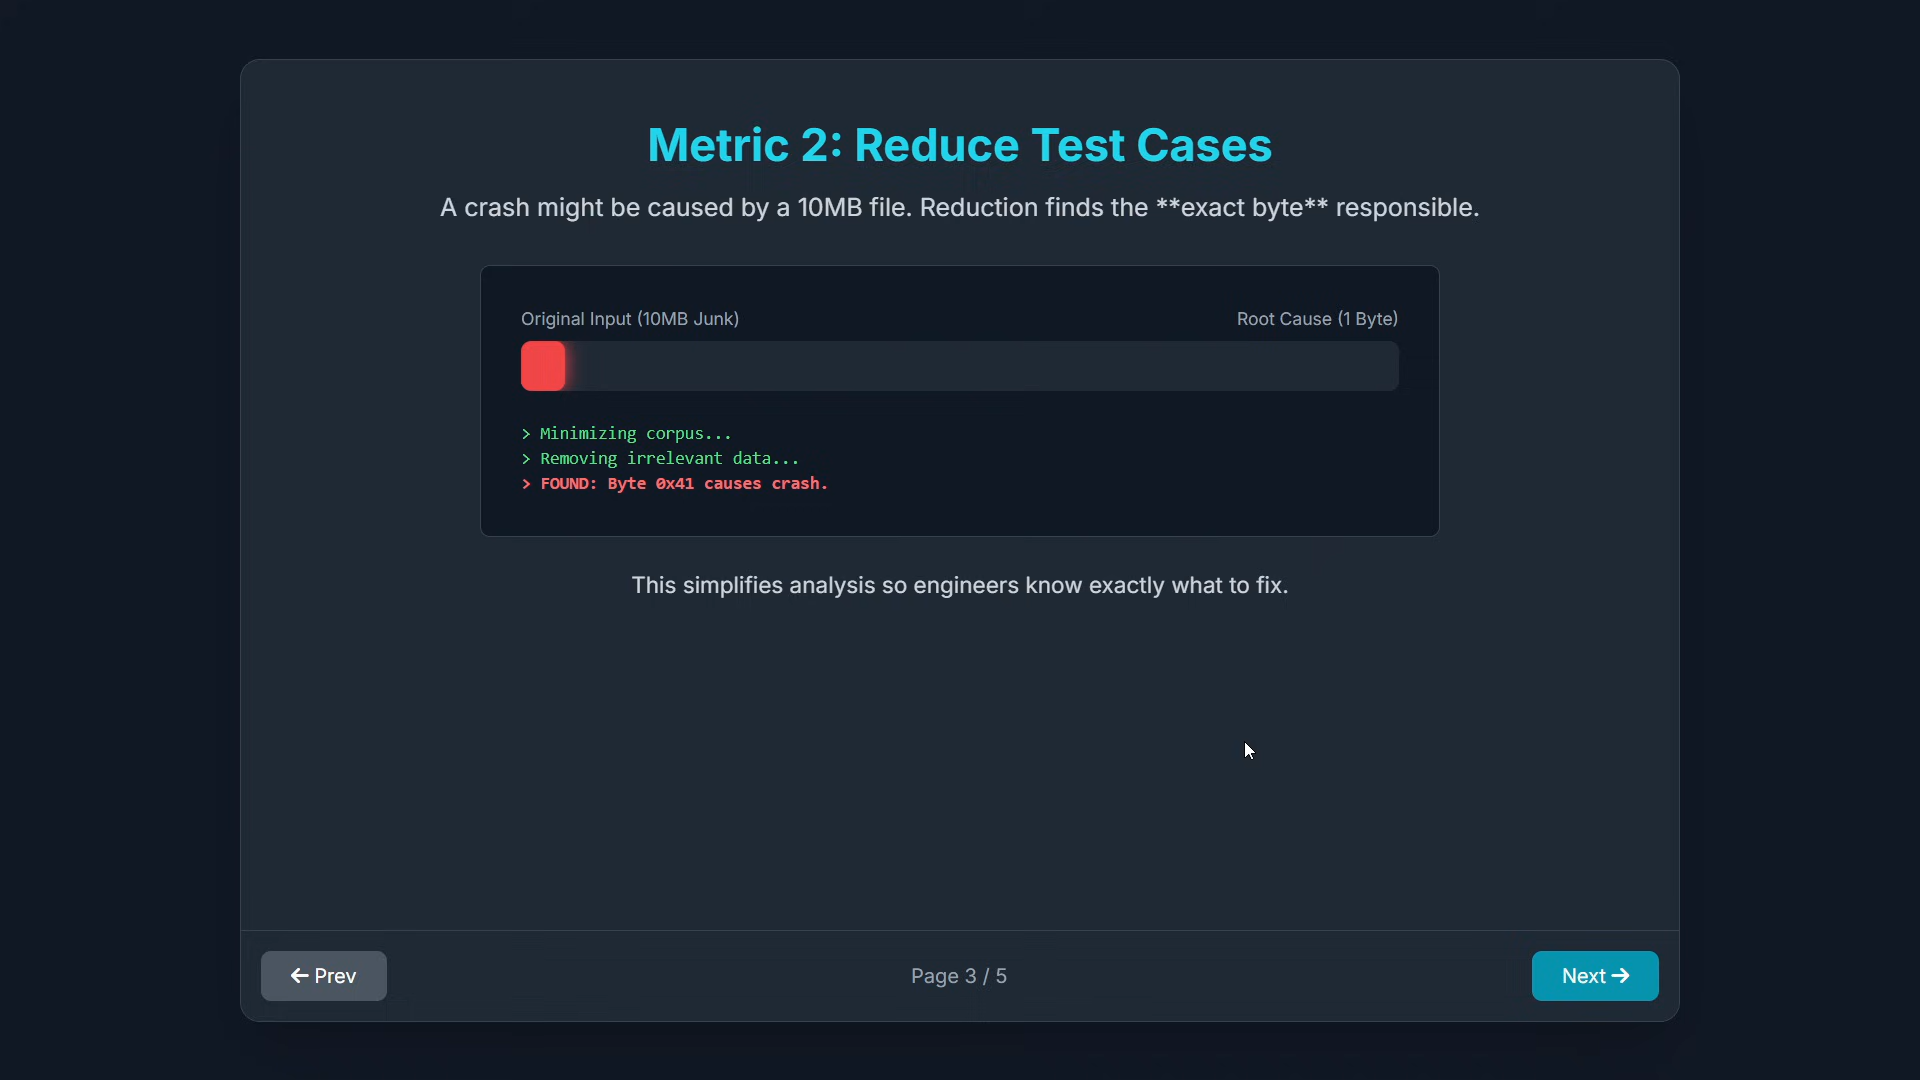 Metric 2: Reduce Test Cases
A crash might be caused by a 10MB file. Reduction finds the **exact byte** responsible.
Original Input (10MB Junk)
Root Cause (1 Byte)
> Minimizing corpus...
> Removing irrelevant data...
> FOUND: Byte 0x41 causes crash.
This simplifies analysis so engineers know exactly what to fix.
← Prev
Page 3 / 5
Next →